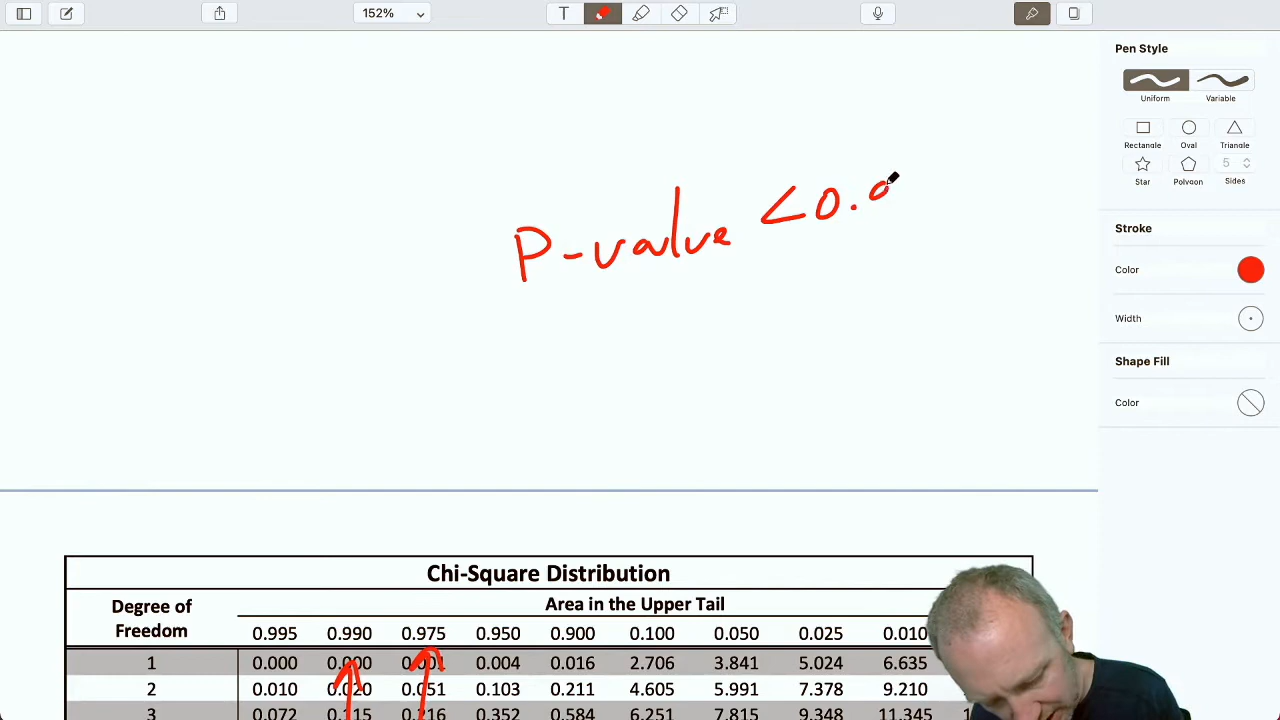 152%
T
Pen Style
Uniform
Variable
Rectangle
Oval
Triangle
Star
Polygon
5
Sides
Stroke
Color
Width
Shape Fill
Color
P-value <0.0
Chi-Square Distribution
Degree of Freedom
Area in the Upper Tail
0.995 0.990 0.975 0.950 0.900 0.100 0.050 0.025 0.010
1 0.000 0.000 0.001 0.004 0.016 2.706 3.841 5.024 6.635
2 0.010 0.020 0.051 0.103 0.211 4.605 5.991 7.378 9.210
3 0.072 0.115 0.216 0.352 0.584 6.251 7.815 9.348 11.345